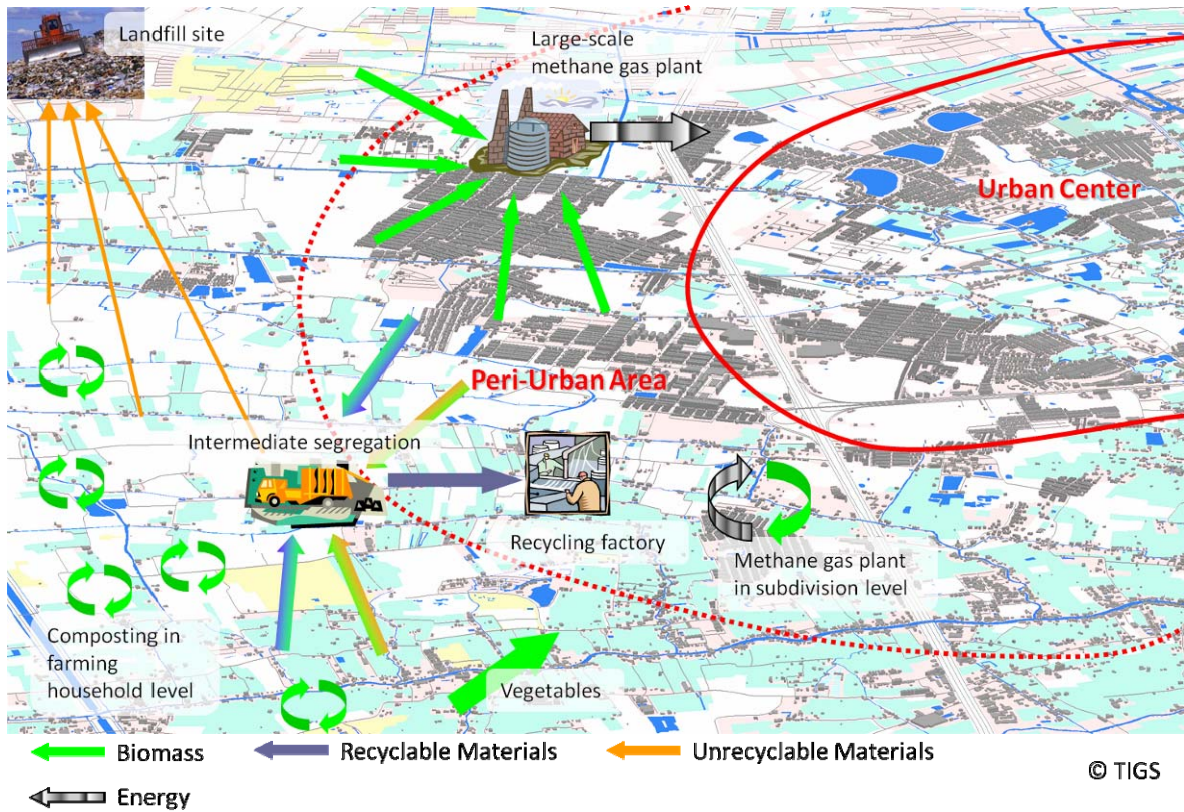 Landfill site
Large-scale
methane gas plant
Urban Center
Peri-Urban Area
Intermediate segregation
Recycling factory
Methane gas plant
in subdivision level
Composting in
farming
household level
Vegetables
Biomass
Recyclable Materials
Unrecyclable Materials
© TIGS
Energy